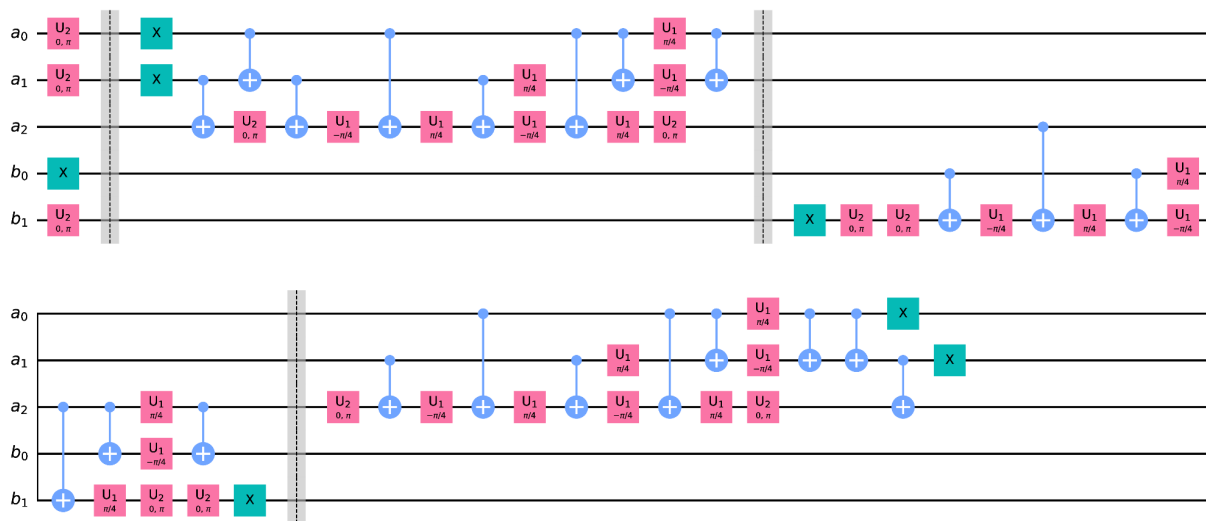 a₀ U₂ 0, π X U₁ π/4
a₁ U₂ 0, π X U₁ π/4 U₁ -π/4
a₂ U₂ 0, π U₁ -π/4 U₁ π/4 U₁ -π/4 U₁ π/4 U₂ 0, π
b₀ X U₁ π/4
b₁ U₂ 0, π X U₂ 0, π U₂ 0, π U₁ -π/4 U₁ π/4 U₁ -π/4
a₀ U₁ π/4 X
a₁ U₁ π/4 U₁ -π/4 X
a₂ U₁ π/4 U₂ 0, π U₁ -π/4 U₁ π/4 U₁ -π/4 U₁ π/4 U₂ 0, π
b₀ U₁ -π/4
b₁ U₁ π/4 U₂ 0, π U₂ 0, π X